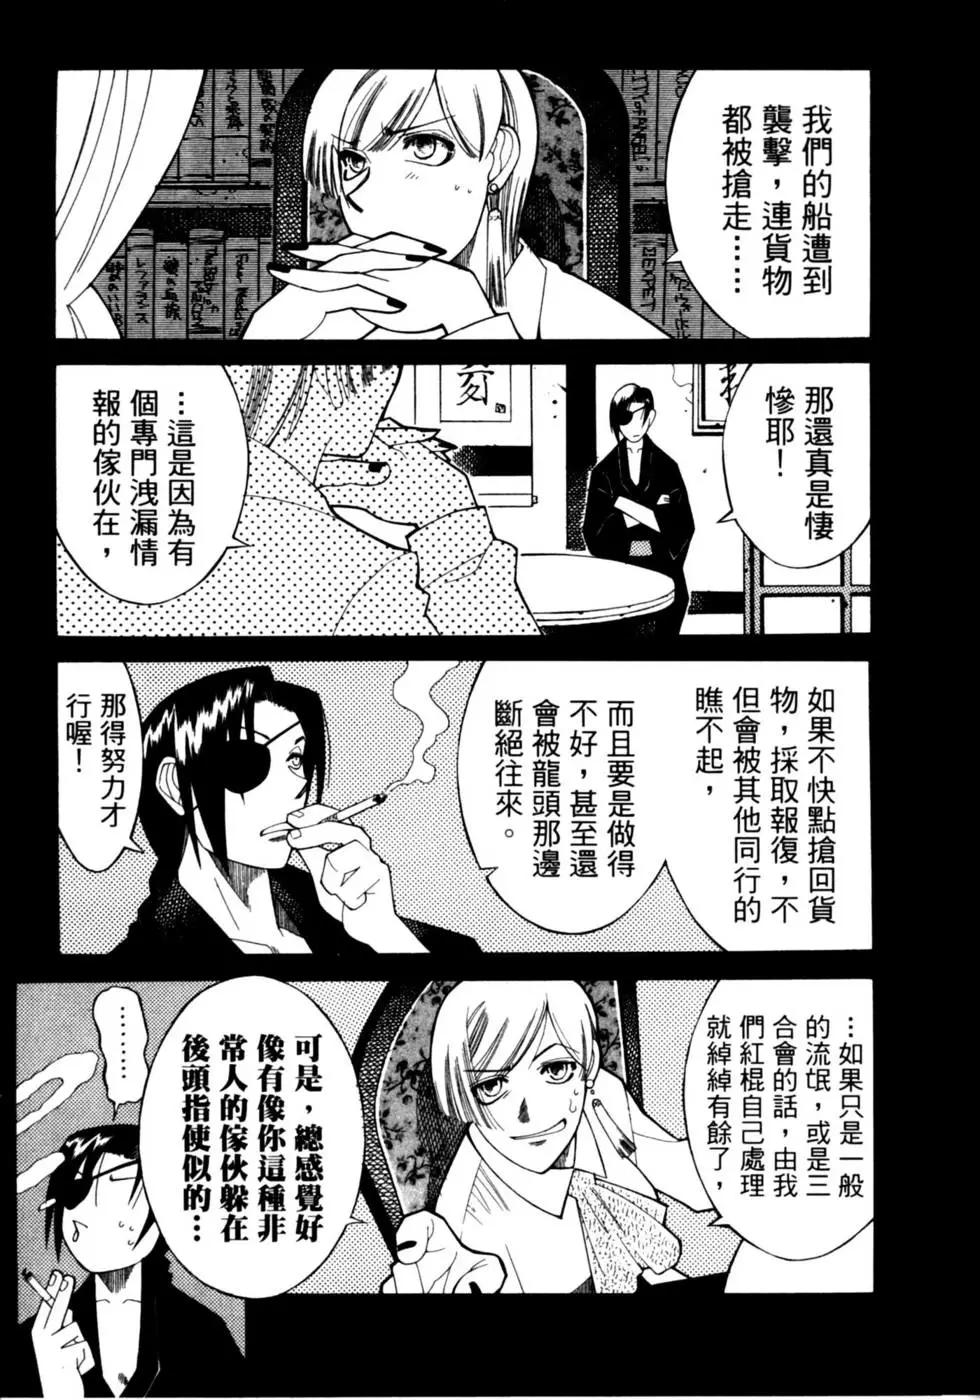 我們的船遭到
襲擊，連貨物
都被搶走……
那還真是悽
慘耶！
亥
…這是因為有
個專門洩漏情
報的傢伙在，
如果不快點搶回貨
物，採取報復，不
但會被其他同行的
瞧不起，
而且要是做得
不好，甚至還
會被龍頭那邊
斷絕往來。
那得努力才
行喔！
…如果只是一般
的流氓，或是三
合會的話，由我
們紅棍自己處理
就綽綽有餘了，
可是，總感覺好
像有像你這種非
常人的傢伙躲在
後頭指使似的…
………